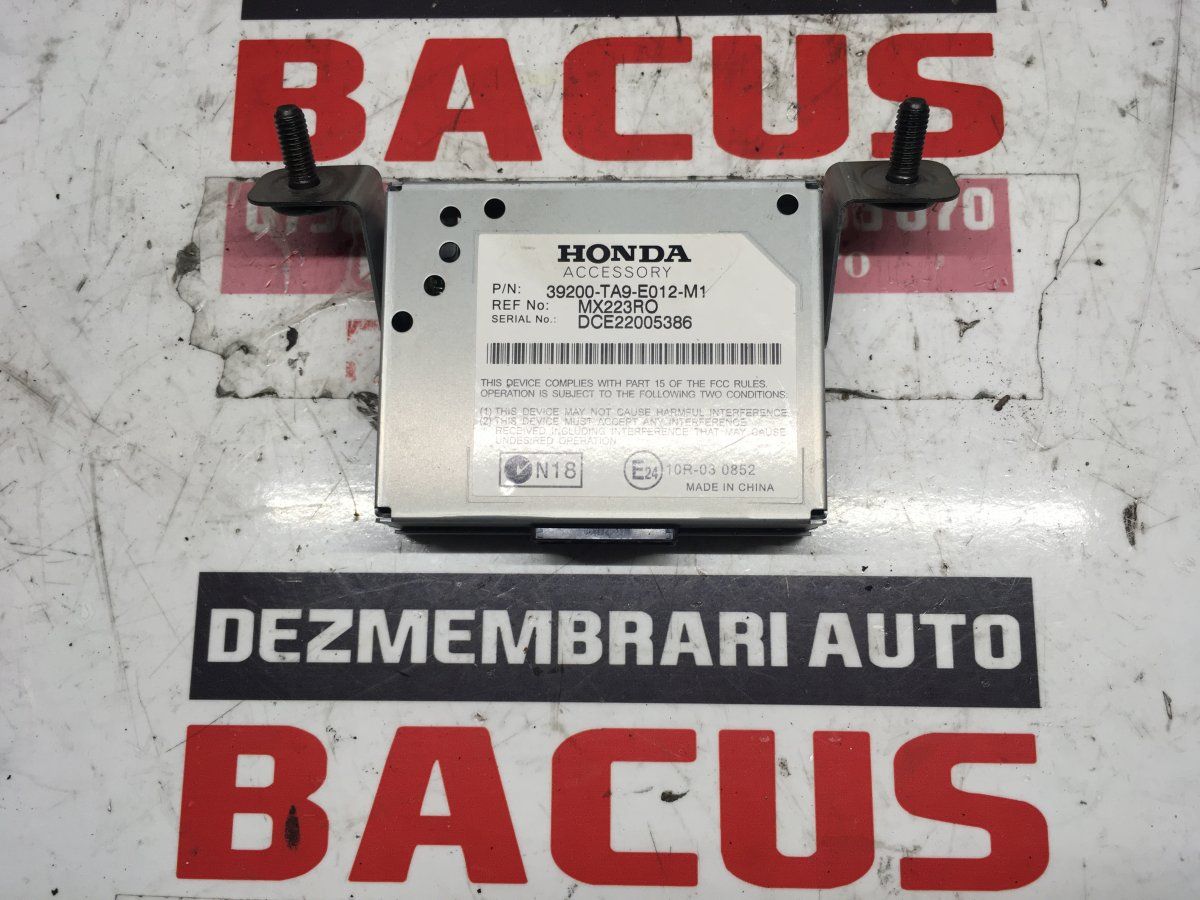 BACUS
HONDA
ACCESSORY
P/N: 39200-TA9-E012-M1
REF No: MX223RO
SERIAL No.: DCE22005386
THIS DEVICE COMPLIES WITH PART 15 OF THE FCC RULES.
OPERATION IS SUBJECT TO THE FOLLOWING TWO CONDITIONS:
(1) THIS DEVICE MAY NOT CAUSE HARMFUL INTERFERENCE
(2) THIS DEVICE MUST ACCEPT ANY INTERFERENCE
RECEIVED, INCLUDING INTERFERENCE THAT MAY CAUSE
UNDESIRED OPERATION
N18 E24 10R-03 0852
MADE IN CHINA
DEZMEMBRARI AUTO
BACUS